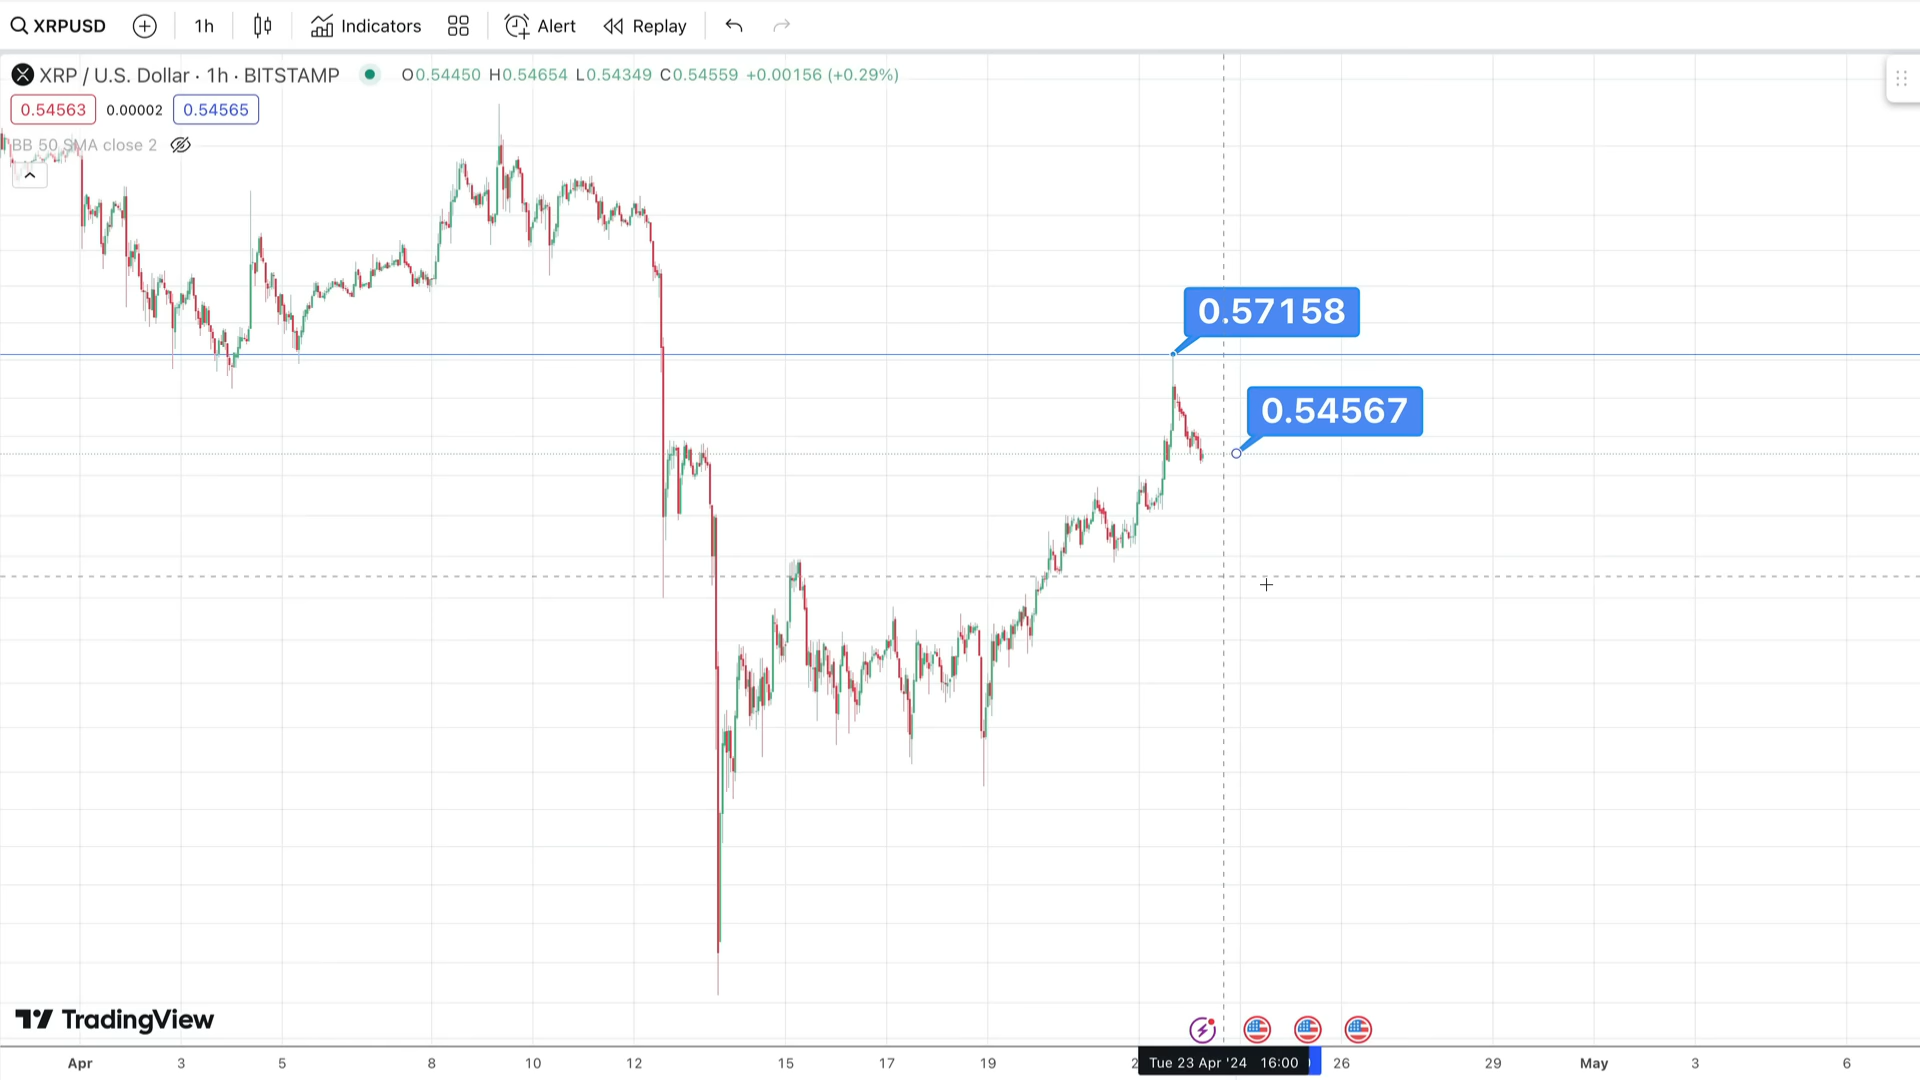 XRPUSD 1h Indicators Alert Replay
XRP / U.S. Dollar · 1h · BITSTAMP O0.54450 H0.54654 L0.54349 C0.54559 +0.00156 (+0.29%)
0.54563 0.00002 0.54565
BB 50 SMA close 2
0.57158
0.54567
TradingView
Apr 3 5 8 10 12 15 17 19 Tue 23 Apr '24 16:00 26 29 May 3 6